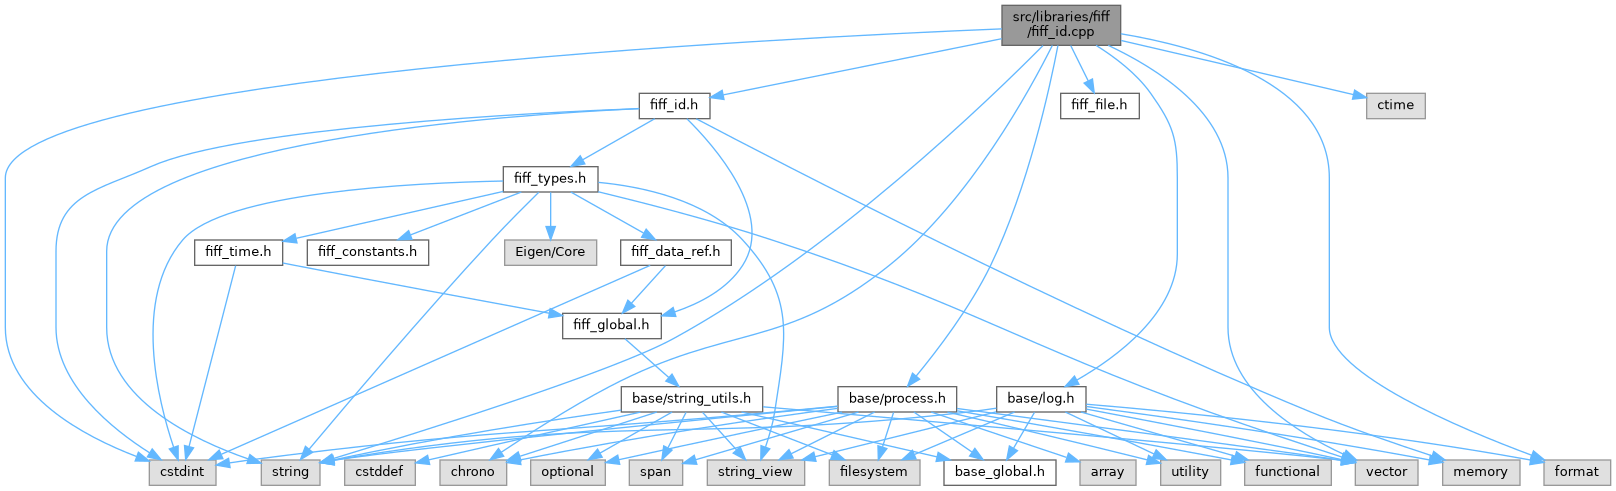 src/libraries/fiff
/fiff_id.cpp
fiff_id.h
fiff_file.h
ctime
fiff_types.h
fiff_time.h
fiff_constants.h
Eigen/Core
fiff_data_ref.h
fiff_global.h
base/string_utils.h
base/process.h
base/log.h
cstdint
string
cstddef
chrono
optional
span
string_view
filesystem
base_global.h
array
utility
functional
vector
memory
format